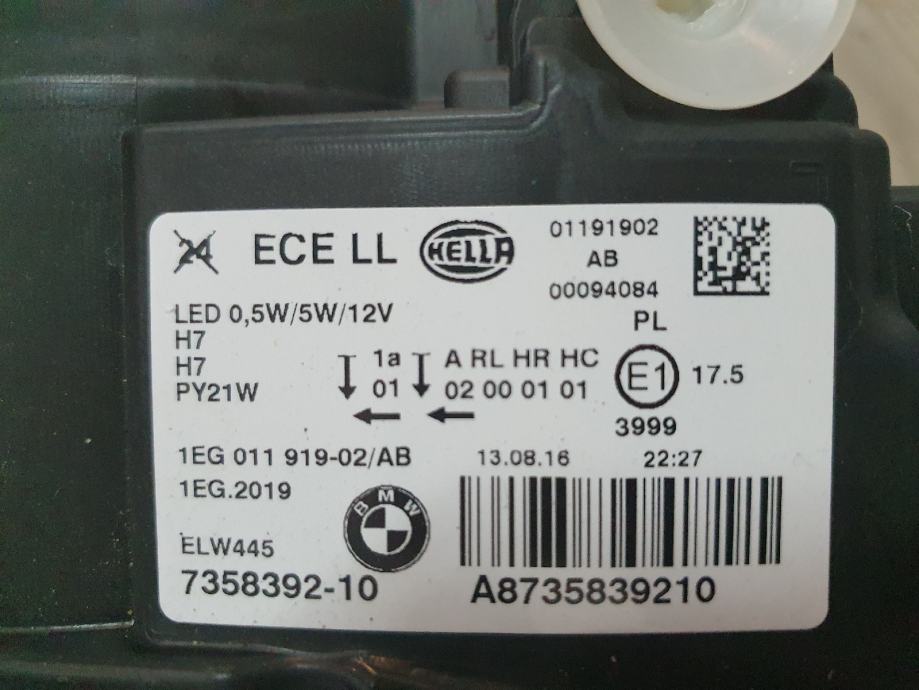 24 ECE LL HELLA 01191902
AB
00094084
LED 0,5W/5W/12V PL
H7
H7
PY21W
1a A RL HR HC
01 02 00 01 01
E1 17.5
3999
1EG 011 919-02/AB 13.08.16 22:27
1EG.2019
BMW
ELW445
7358392-10 A8735839210